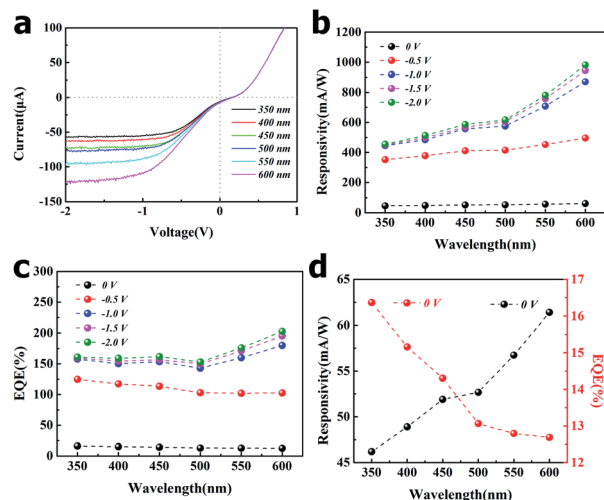 a
100
50
0
-50
-100
-150
-2
-1
0
1
Current(µA)
Voltage(V)
350 nm
400 nm
450 nm
500 nm
550 nm
600 nm
b
1200
1000
800
600
400
200
0
350 400 450 500 550 600
Responsivity(mA/W)
Wavelength(nm)
0 V
-0.5 V
-1.0 V
-1.5 V
-2.0 V
c
300
250
200
150
100
50
0
350 400 450 500 550 600
EQE(%)
Wavelength(nm)
0 V
-0.5 V
-1.0 V
-1.5 V
-2.0 V
d
65
60
55
50
45
350 400 450 500 550 600
Responsivity(mA/W)
Wavelength(nm)
0 V
0 V
17
16
15
14
13
12
EQE(%)